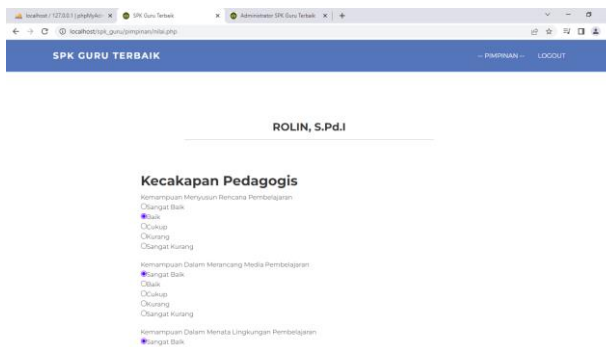 localhost / 127.0.0.1 | phpMyAd
SPK Guru Terbaik
Administrator SPK Guru Terbaik
localhost/spk_guru/pimpinan/nilai.php
SPK GURU TERBAIK
-- PIMPINAN --
LOGOUT
ROLIN, S.Pd.I
Kecakapan Pedagogis
Kemampuan Menyusun Rencana Pembelajaran
Sangat Baik
Baik
Cukup
Kurang
Sangat Kurang
Kemampuan Dalam Merancang Media Pembelajaran
Sangat Baik
Baik
Cukup
Kurang
Sangat Kurang
Kemampuan Dalam Menata Lingkungan Pembelajaran
Sangat Baik